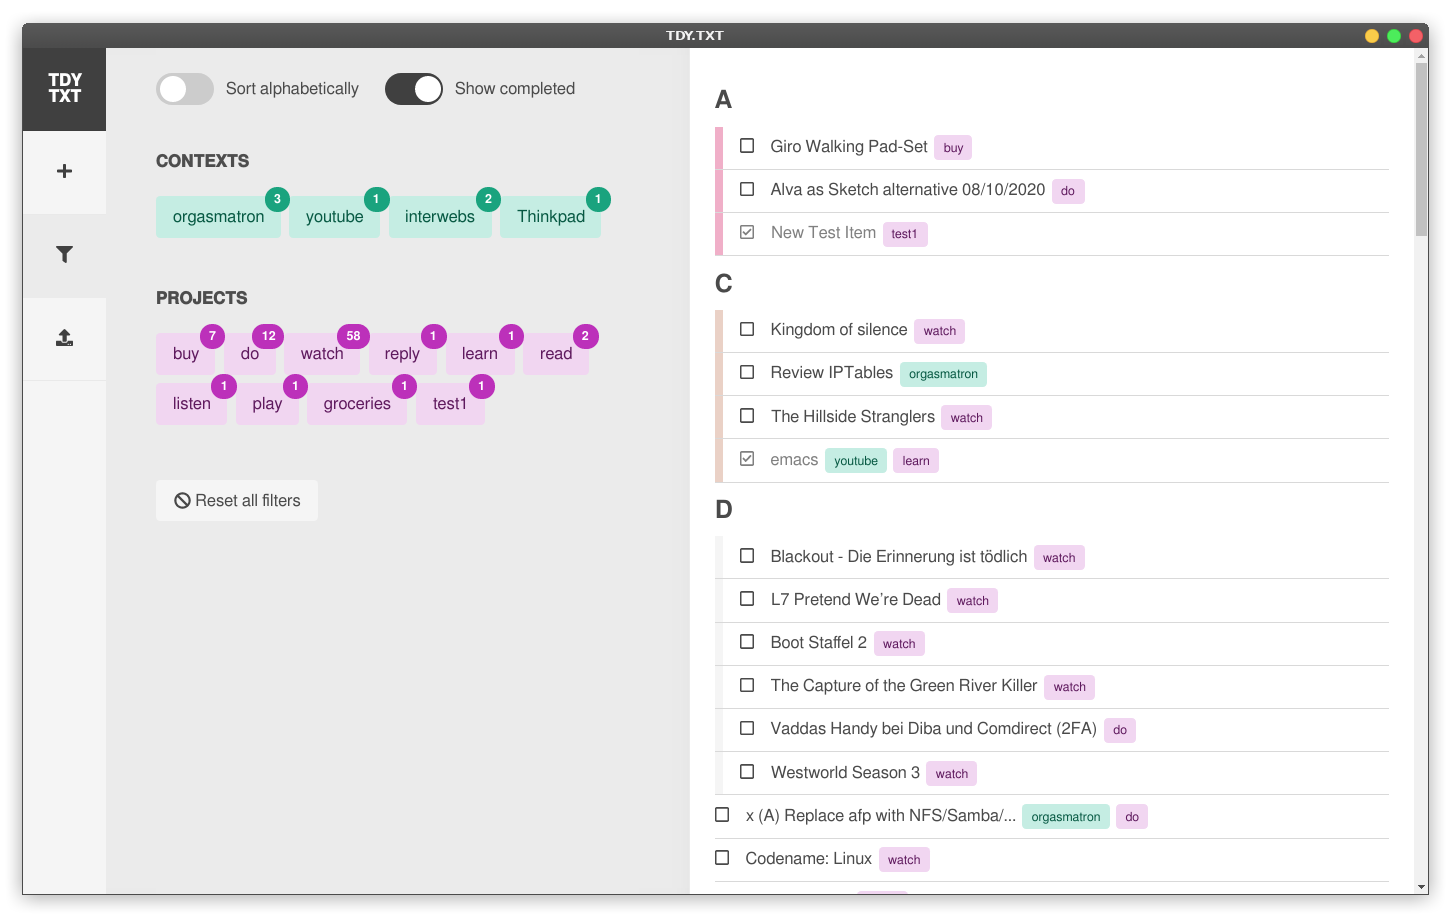 TDY.TXT
TDY
TXT
Sort alphabetically
Show completed
CONTEXTS
orgasmatron 3
youtube 1
interwebs 2
Thinkpad 1
PROJECTS
buy 7
do 12
watch 58
reply 1
learn 1
read 2
listen 1
play 1
groceries 1
test1 1
Reset all filters
A
Giro Walking Pad-Set buy
Alva as Sketch alternative 08/10/2020 do
New Test Item test1
C
Kingdom of silence watch
Review IPTables orgasmatron
The Hillside Stranglers watch
emacs youtube learn
D
Blackout - Die Erinnerung ist tödlich watch
L7 Pretend We’re Dead watch
Boot Staffel 2 watch
The Capture of the Green River Killer watch
Vaddas Handy bei Diba und Comdirect (2FA) do
Westworld Season 3 watch
x (A) Replace afp with NFS/Samba/... orgasmatron do
Codename: Linux watch